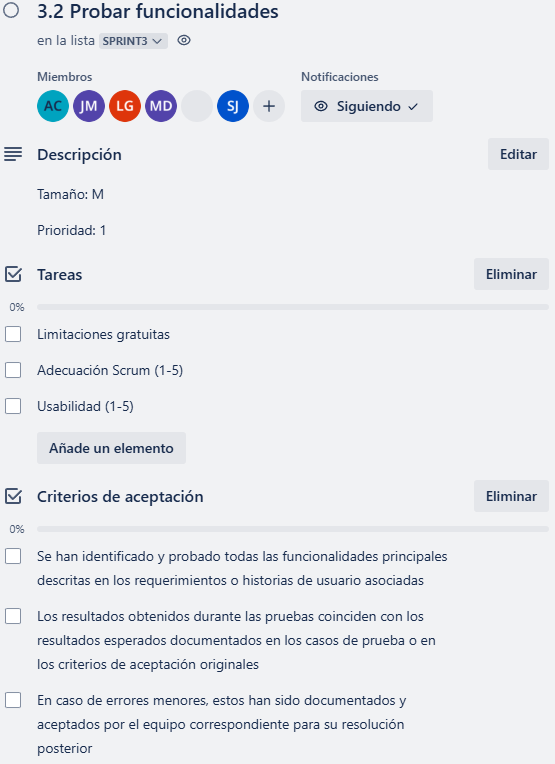 3.2 Probar funcionalidades
en la lista SPRINT3
Miembros
Notificaciones
AC JM LG MD SJ +
Siguiendo
Descripción
Editar
Tamaño: M
Prioridad: 1
Tareas
Eliminar
0%
Limitaciones gratuitas
Adecuación Scrum (1-5)
Usabilidad (1-5)
Añade un elemento
Criterios de aceptación
Eliminar
0%
Se han identificado y probado todas las funcionalidades principales
descritas en los requerimientos o historias de usuario asociadas
Los resultados obtenidos durante las pruebas coinciden con los
resultados esperados documentados en los casos de prueba o en
los criterios de aceptación originales
En caso de errores menores, estos han sido documentados y
aceptados por el equipo correspondiente para su resolución
posterior